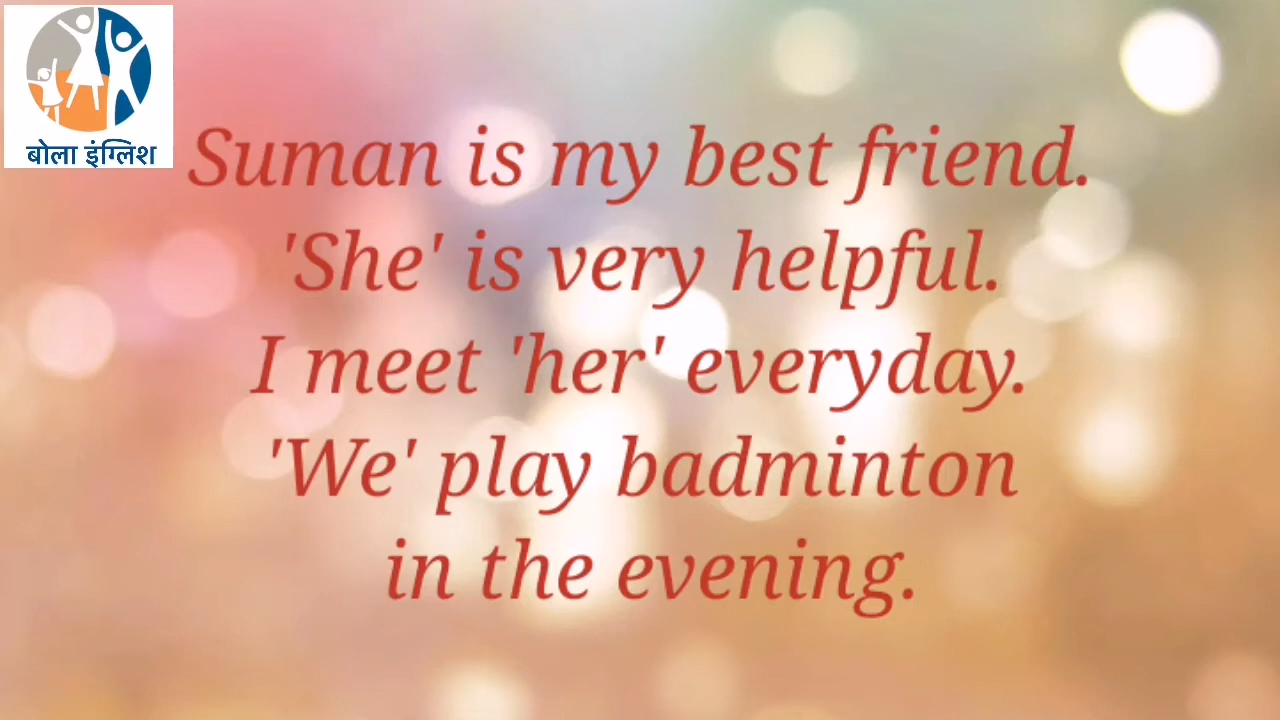 बोला इंग्लिश
Suman is my best friend.
'She' is very helpful.
I meet 'her' everyday.
'We' play badminton
in the evening.